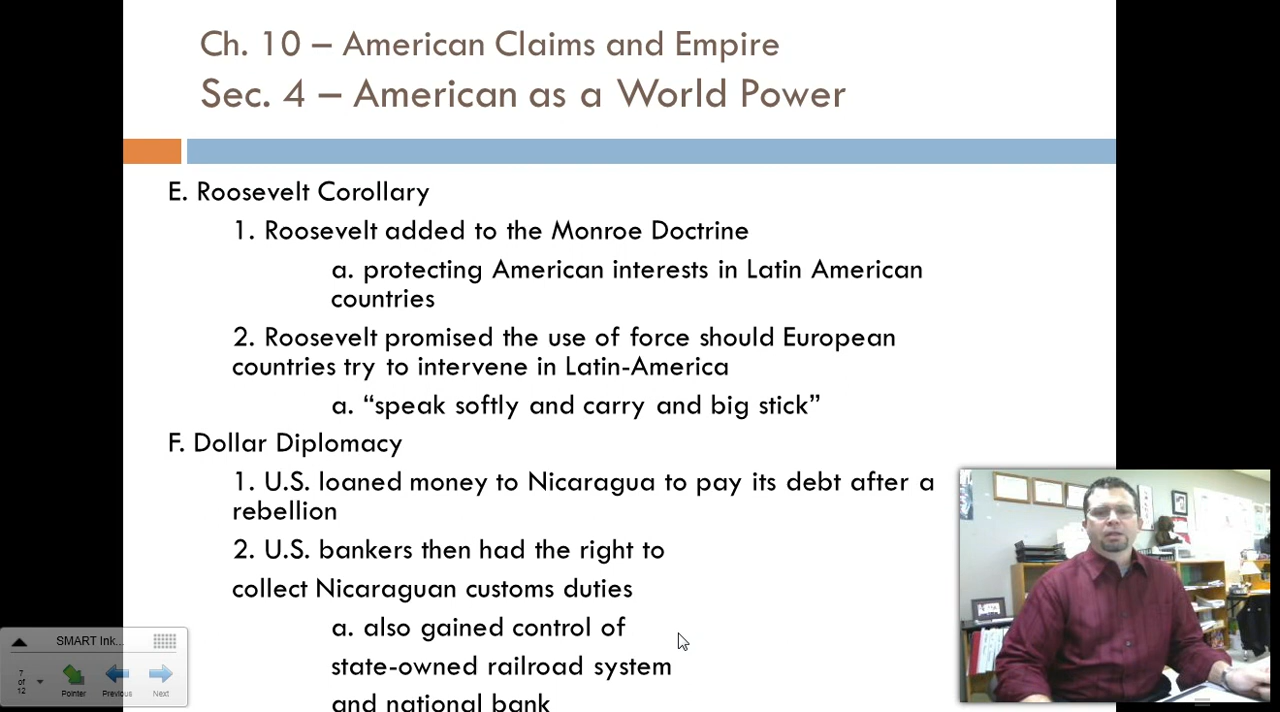 Ch. 10 – American Claims and Empire
Sec. 4 – American as a World Power
E. Roosevelt Corollary
1. Roosevelt added to the Monroe Doctrine
a. protecting American interests in Latin American
countries
2. Roosevelt promised the use of force should European
countries try to intervene in Latin-America
a. “speak softly and carry and big stick”
F. Dollar Diplomacy
1. U.S. loaned money to Nicaragua to pay its debt after a
rebellion
2. U.S. bankers then had the right to
collect Nicaraguan customs duties
a. also gained control of
state-owned railroad system
and national bank
SMART Ink...
7
of
12
Pointer
Previous
Next